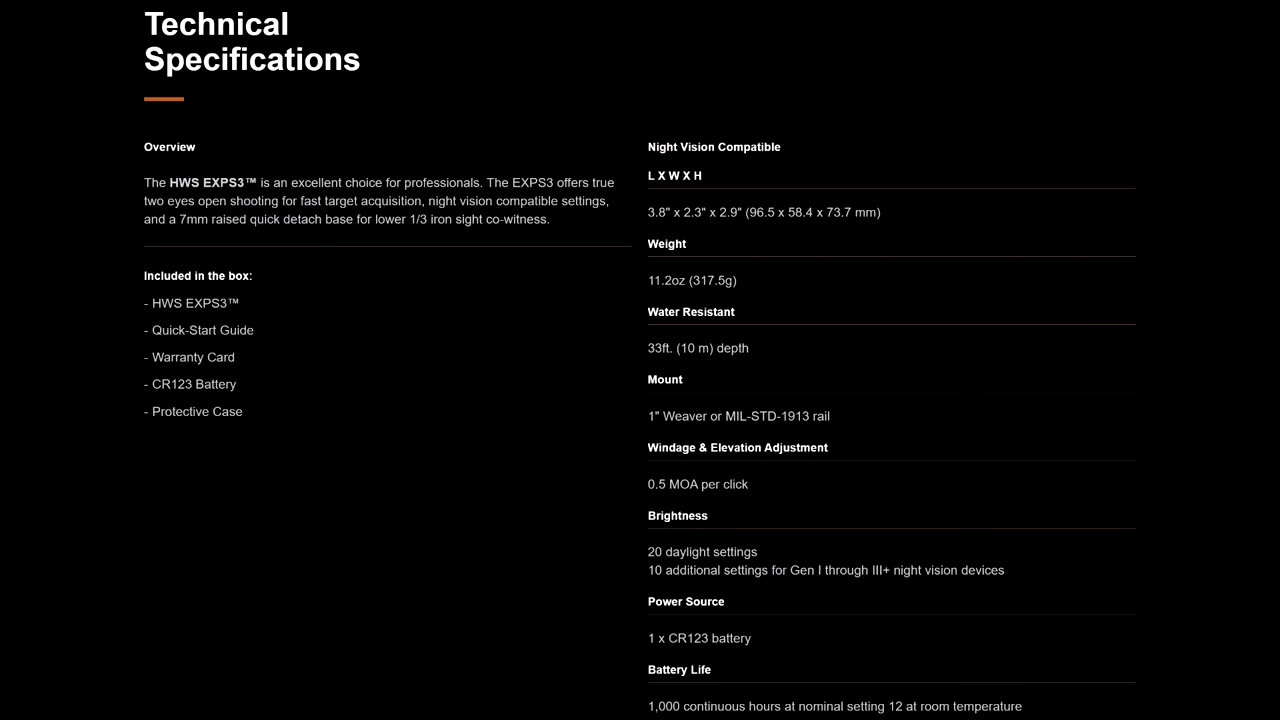 Technical
Specifications
Overview
The HWS EXPS3™ is an excellent choice for professionals. The EXPS3 offers true
two eyes open shooting for fast target acquisition, night vision compatible settings,
and a 7mm raised quick detach base for lower 1/3 iron sight co-witness.
Included in the box:
- HWS EXPS3™
- Quick-Start Guide
- Warranty Card
- CR123 Battery
- Protective Case
Night Vision Compatible
L X W X H
3.8" x 2.3" x 2.9" (96.5 x 58.4 x 73.7 mm)
Weight
11.2oz (317.5g)
Water Resistant
33ft. (10 m) depth
Mount
1" Weaver or MIL-STD-1913 rail
Windage & Elevation Adjustment
0.5 MOA per click
Brightness
20 daylight settings
10 additional settings for Gen I through III+ night vision devices
Power Source
1 x CR123 battery
Battery Life
1,000 continuous hours at nominal setting 12 at room temperature